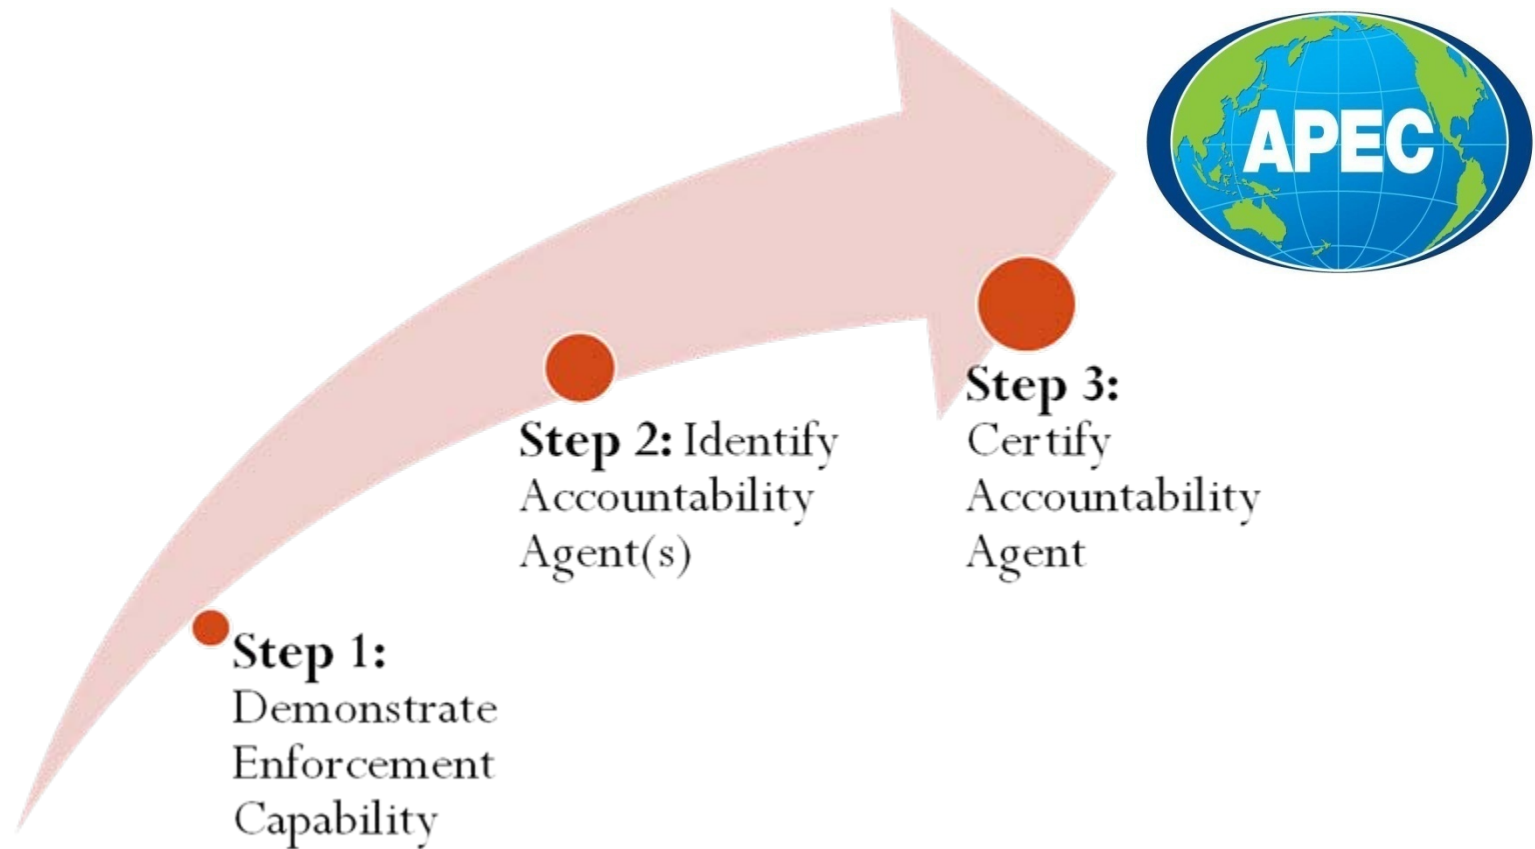 APEC
Step 1:
Demonstrate
Enforcement
Capability
Step 2: Identify
Accountability
Agent(s)
Step 3:
Certify
Accountability
Agent